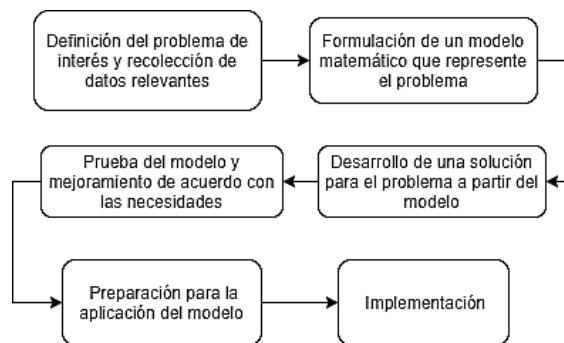 Definición del problema de
interés y recolección de
datos relevantes
Formulación de un modelo
matemático que represente
el problema
Desarrollo de una solución
para el problema a partir del
modelo
Prueba del modelo y
mejoramiento de acuerdo con
las necesidades
Preparación para la
aplicación del modelo
Implementación